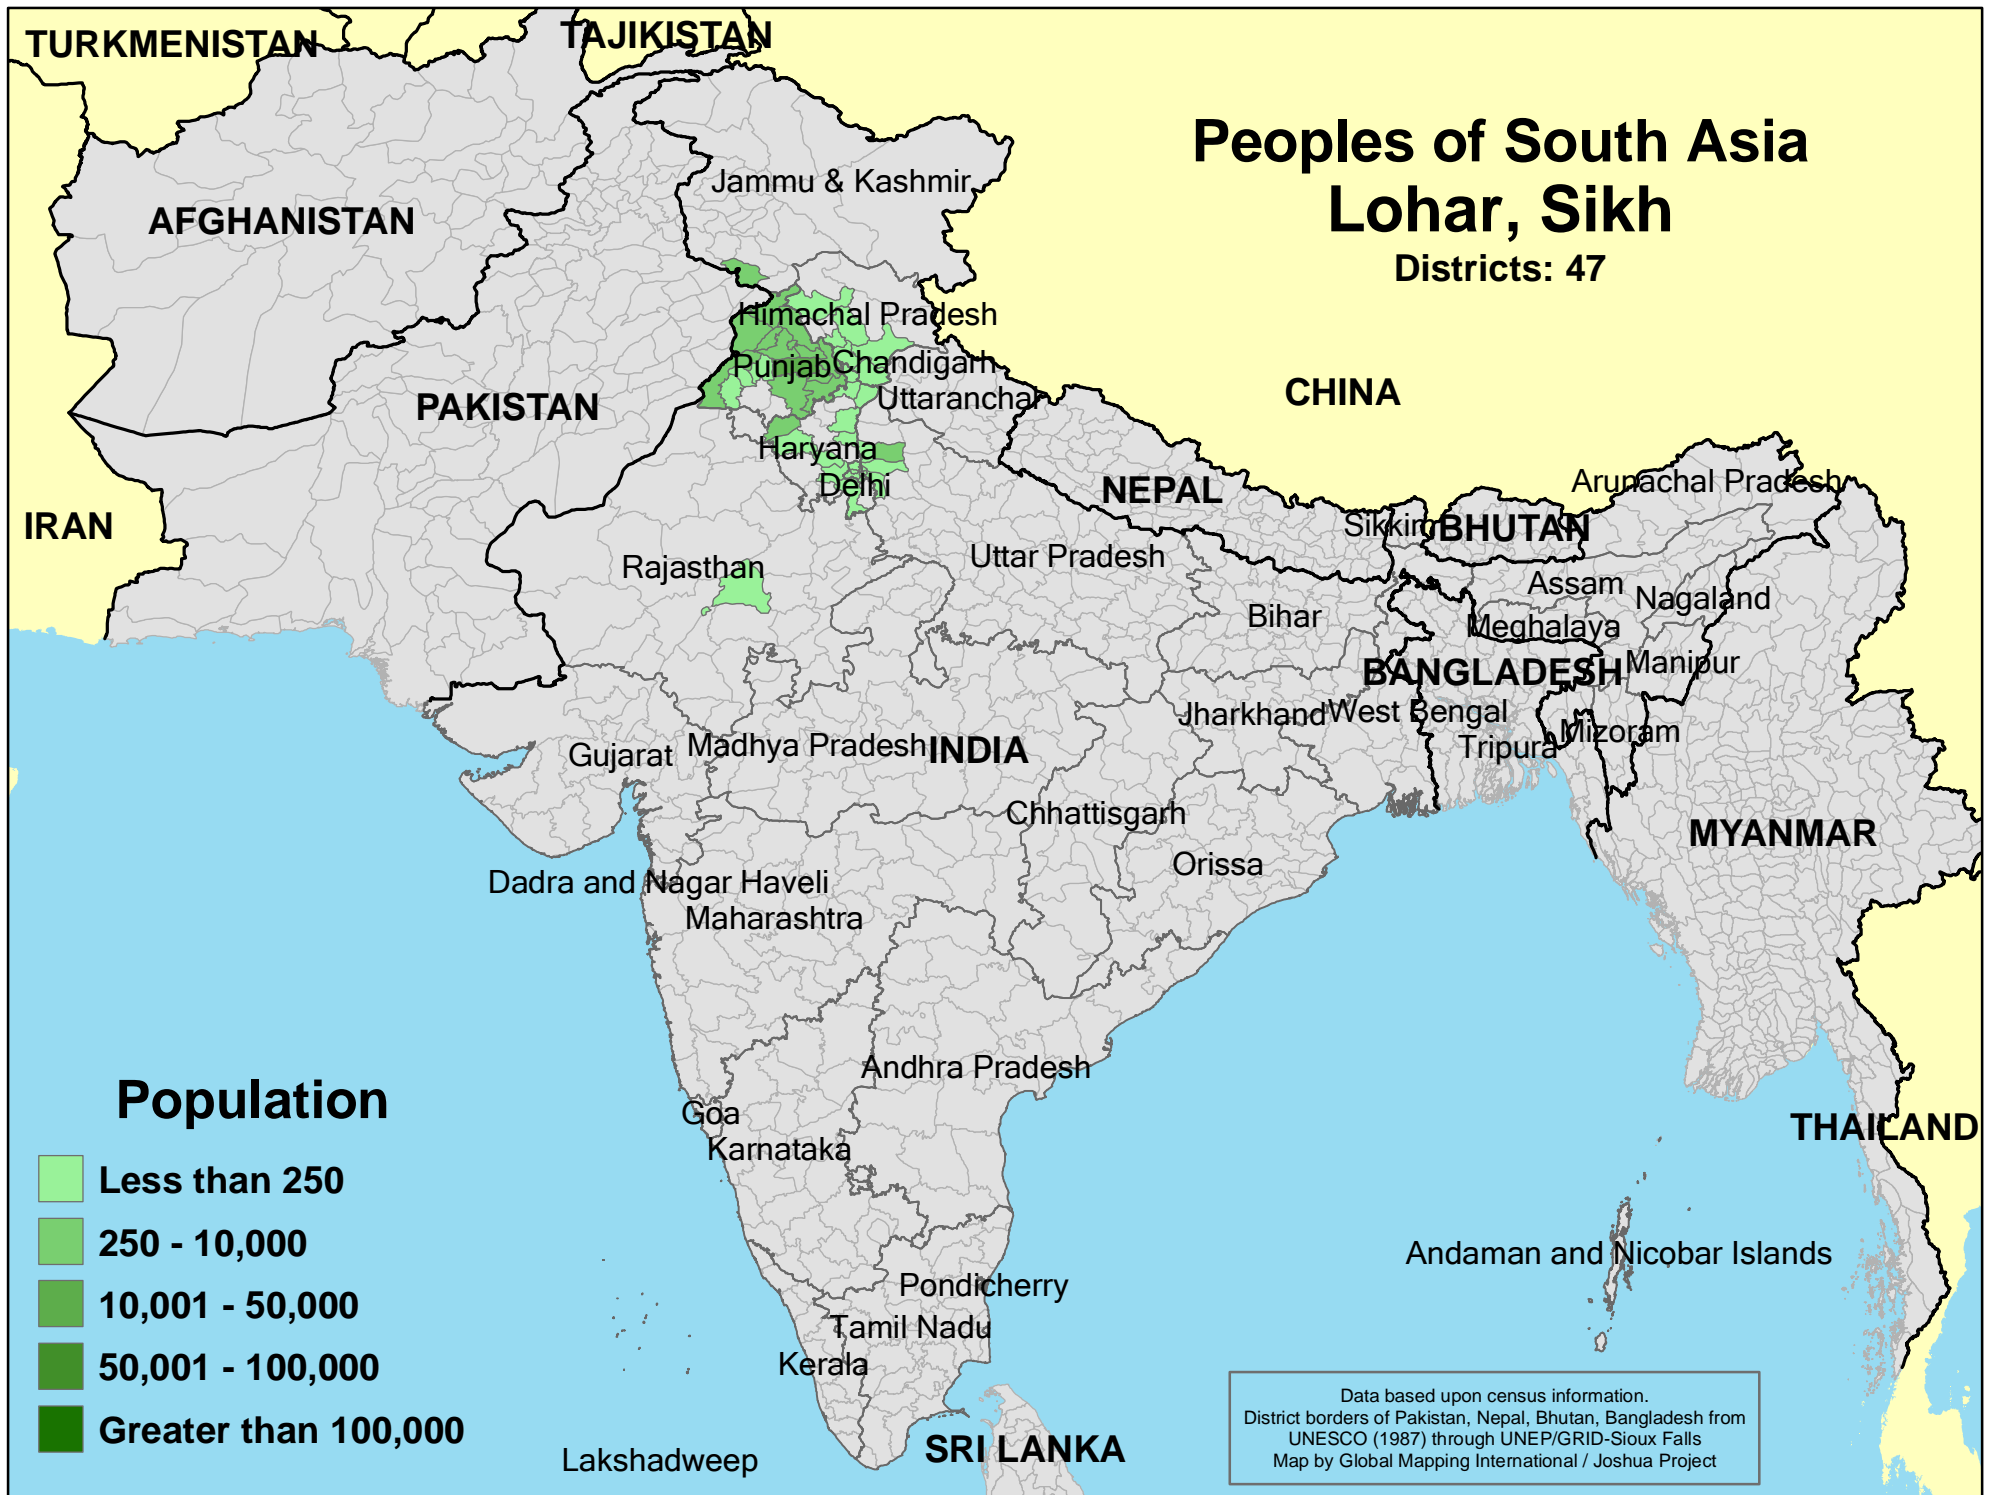 TURKMENISTAN
TAJIKISTAN
Peoples of South Asia
Lohar, Sikh
Districts: 47
Jammu & Kashmir
AFGHANISTAN
Himachal Pradesh
Punjab
Chandigarh
CHINA
Uttaranchal
PAKISTAN
Haryana
Delhi
NEPAL
Arunachal Pradesh
IRAN
Sikkim
BHUTAN
Rajasthan
Uttar Pradesh
Assam
Nagaland
Bihar
Meghalaya
BANGLADESH
Manipur
Jharkhand
West Bengal
Mizoram
Tripura
Gujarat
Madhya Pradesh
INDIA
Chhattisgarh
MYANMAR
Orissa
Dadra and Nagar Haveli
Maharashtra
Andhra Pradesh
Goa
Karnataka
THAILAND
Population
Less than 250
250 - 10,000
10,001 - 50,000
50,001 - 100,000
Greater than 100,000
Andaman and Nicobar Islands
Pondicherry
Tamil Nadu
Kerala
Lakshadweep
SRI LANKA
Data based upon census information.
District borders of Pakistan, Nepal, Bhutan, Bangladesh from
UNESCO (1987) through UNEP/GRID-Sioux Falls
Map by Global Mapping International / Joshua Project